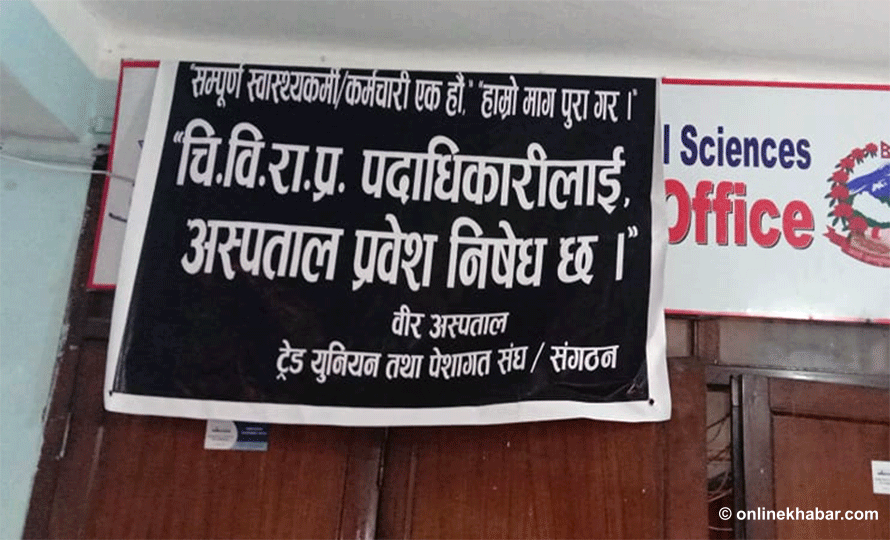 "सम्पूर्ण स्वास्थ्यकर्मी/कर्मचारी एक हौ," "हाम्रो माग पुरा गर ।"
"चि.वि.रा.प्र. पदाधिकारीलाई,
अस्पताल प्रवेश निषेध छ ।"
वीर अस्पताल
ट्रेड युनियन तथा पेशागत संघ / संगठन
l Sciences
Office
© onlinekhabar.com